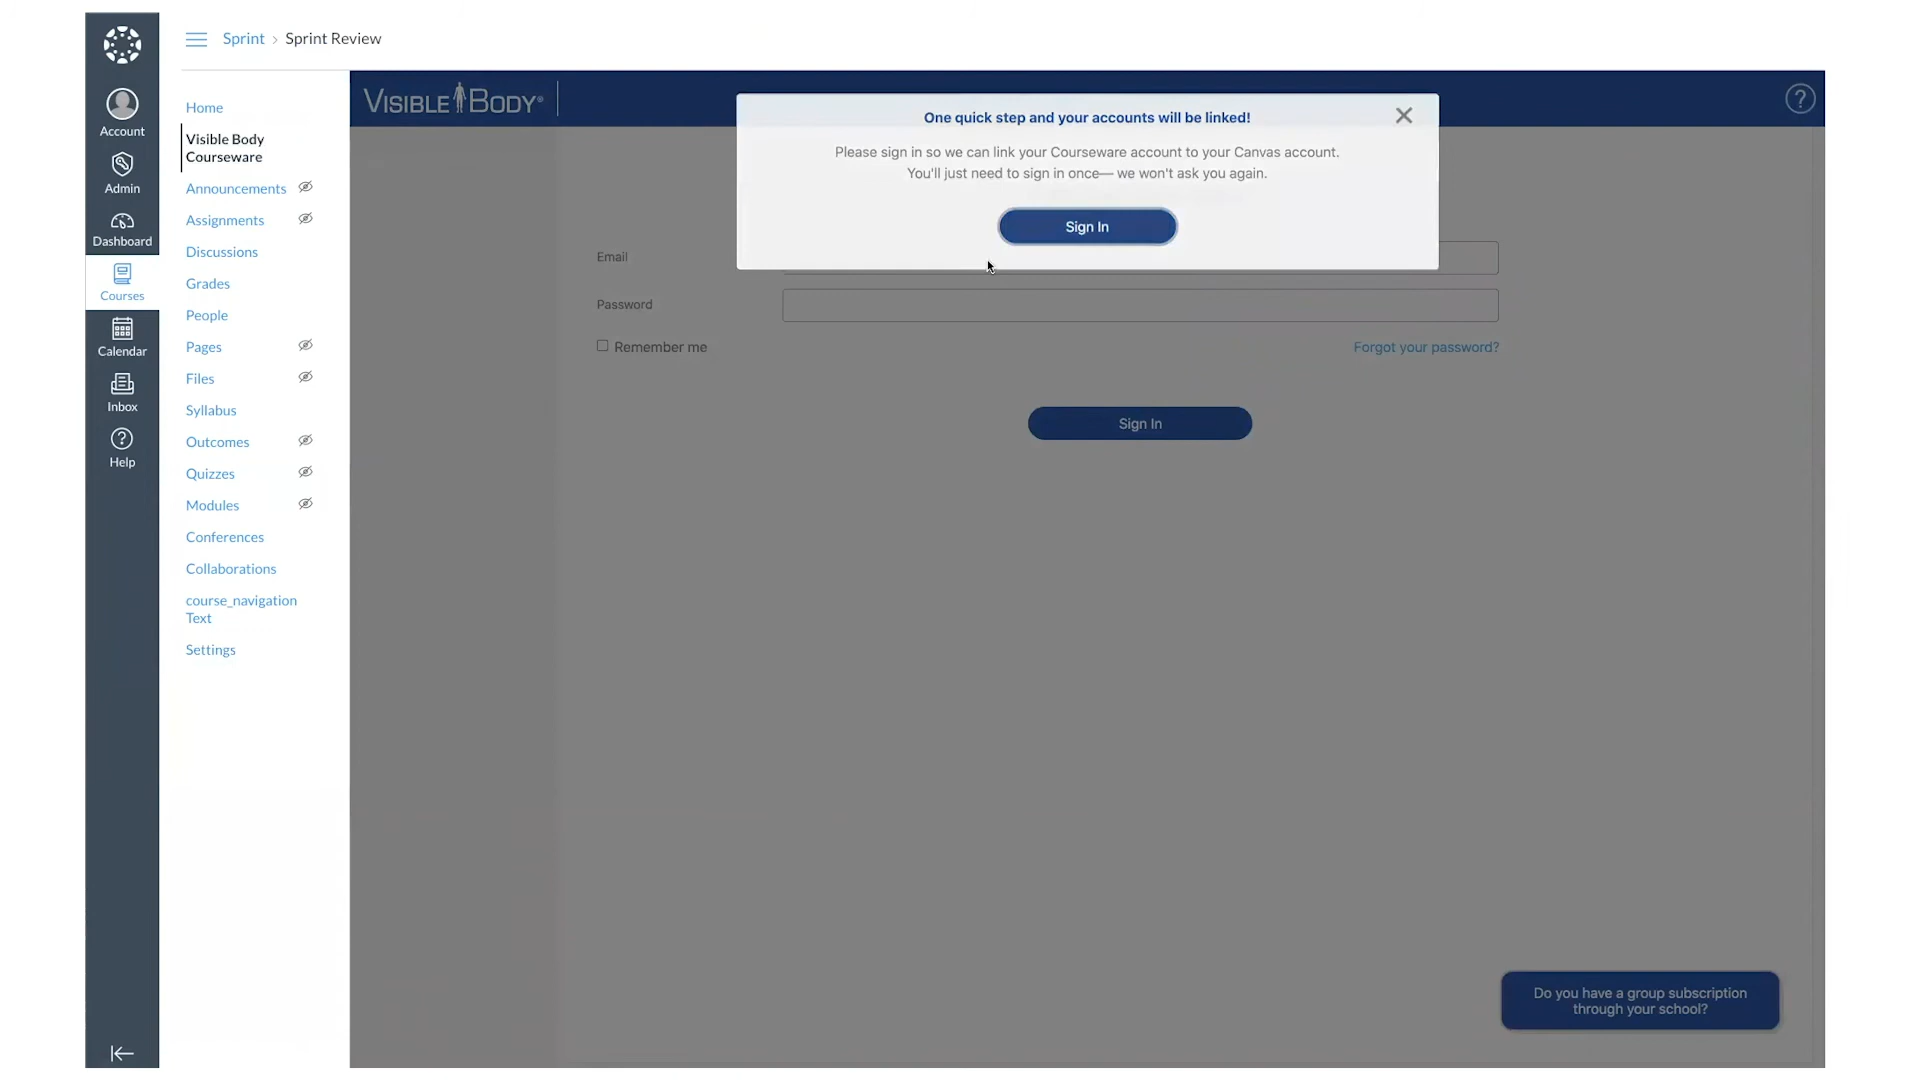 Sprint › Sprint Review
Account
Admin
Dashboard
Courses
Calendar
Inbox
Help
Home
Visible Body
Courseware
Announcements
Assignments
Discussions
Grades
People
Pages
Files
Syllabus
Outcomes
Quizzes
Modules
Conferences
Collaborations
course_navigation
Text
Settings
VISIBLE BODY®
?
One quick step and your accounts will be linked!
Please sign in so we can link your Courseware account to your Canvas account.
You'll just need to sign in once— we won't ask you again.
Sign In
Email
Password
Remember me
Forgot your password?
Sign In
Do you have a group subscription
through your school?